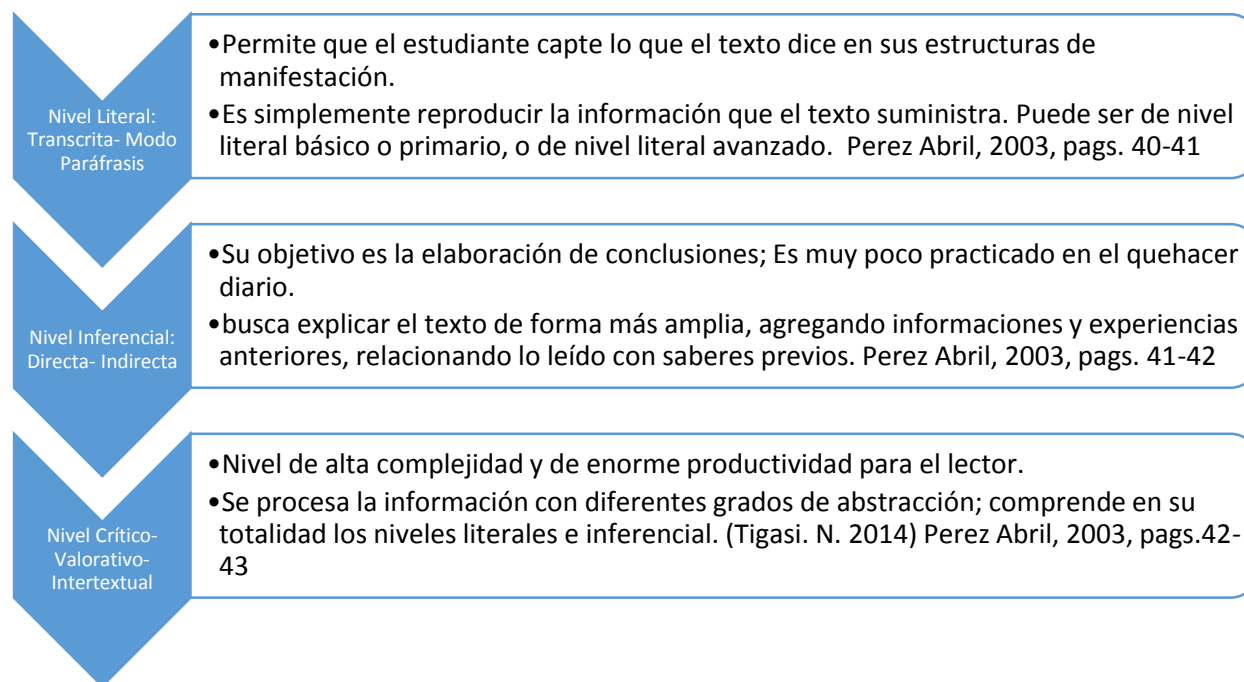 Nivel Literal:
Transcrita- Modo
Paráfrasis
•Permite que el estudiante capte lo que el texto dice en sus estructuras de
manifestación.
•Es simplemente reproducir la información que el texto suministra. Puede ser de nivel
literal básico o primario, o de nivel literal avanzado.  Perez Abril, 2003, pags. 40-41
Nivel Inferencial:
Directa- Indirecta
•Su objetivo es la elaboración de conclusiones; Es muy poco practicado en el quehacer
diario.
•busca explicar el texto de forma más amplia, agregando informaciones y experiencias
anteriores, relacionando lo leído con saberes previos. Perez Abril, 2003, pags. 41-42
Nivel Crítico-
Valorativo-
Intertextual
•Nivel de alta complejidad y de enorme productividad para el lector.
•Se procesa la información con diferentes grados de abstracción; comprende en su
totalidad los niveles literales e inferencial. (Tigasi. N. 2014) Perez Abril, 2003, pags.42-
43